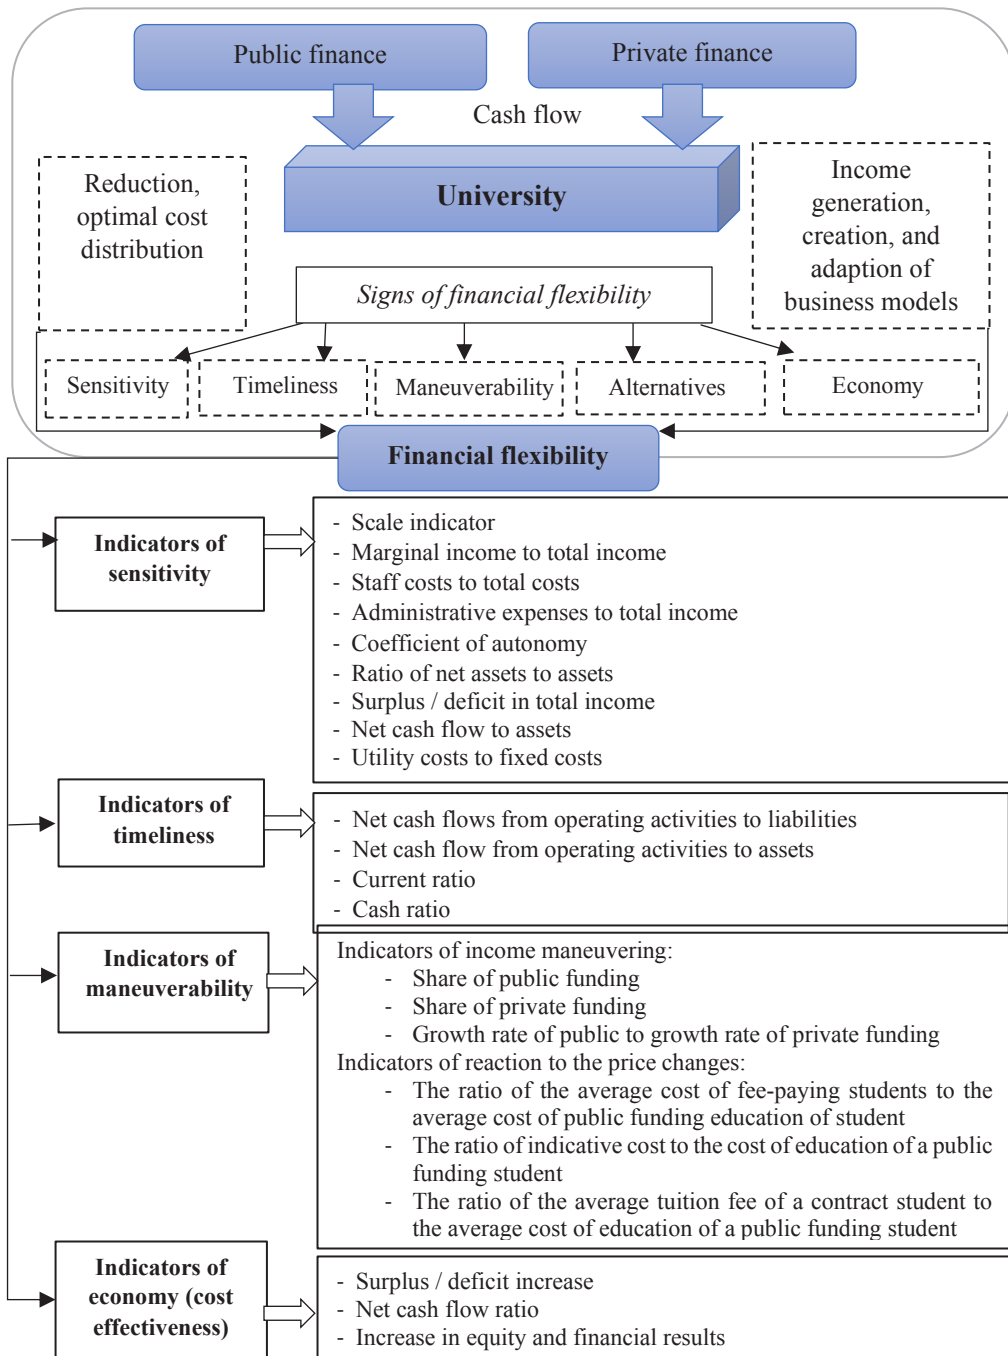 Public finance
Private finance
Cash flow
University
Reduction,
optimal cost
distribution
Income
generation,
creation, and
adaption of
business models
Signs of financial flexibility
Sensitivity
Timeliness
Maneuverability
Alternatives
Economy
Financial flexibility
Indicators of
sensitivity
- Scale indicator
- Marginal income to total income
- Staff costs to total costs
- Administrative expenses to total income
- Coefficient of autonomy
- Ratio of net assets to assets
- Surplus / deficit in total income
- Net cash flow to assets
- Utility costs to fixed costs
Indicators of
timeliness
- Net cash flows from operating activities to liabilities
- Net cash flow from operating activities to assets
- Current ratio
- Cash ratio
Indicators of
maneuverability
Indicators of income maneuvering:
- Share of public funding
- Share of private funding
- Growth rate of public to growth rate of private funding
Indicators of reaction to the price changes:
- The ratio of the average cost of fee-paying students to the
average cost of public funding education of student
- The ratio of indicative cost to the cost of education of a public
funding student
- The ratio of the average tuition fee of a contract student to
the average cost of education of a public funding student
Indicators of
economy (cost
effectiveness)
- Surplus / deficit increase
- Net cash flow ratio
- Increase in equity and financial results